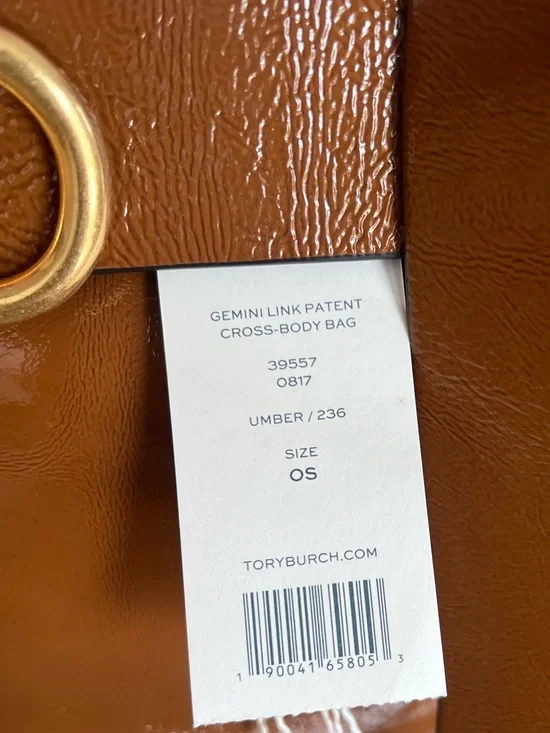 GEMINI LINK PATENT
CROSS-BODY BAG
39557
0817
UMBER / 236
SIZE
OS
TORYBURCH.COM
1 90041 65805 3